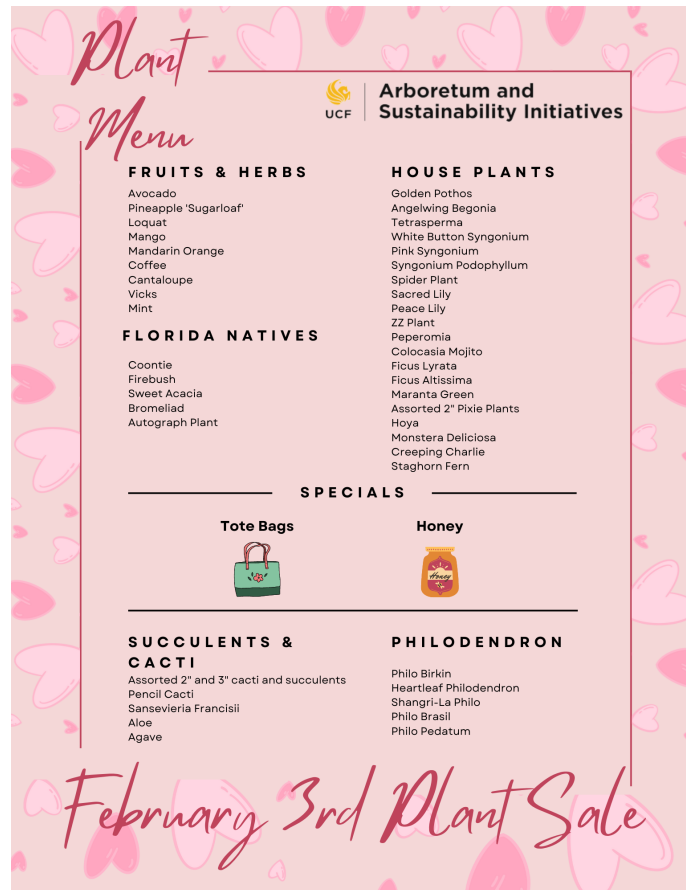 Plant
Menu
UCF
Arboretum and
Sustainability Initiatives
FRUITS & HERBS
Avocado
Pineapple 'Sugarloaf'
Loquat
Mango
Mandarin Orange
Coffee
Cantaloupe
Vicks
Mint
FLORIDA NATIVES
Coontie
Firebush
Sweet Acacia
Bromeliad
Autograph Plant
HOUSE PLANTS
Golden Pothos
Angelwing Begonia
Tetrasperma
White Button Syngonium
Pink Syngonium
Syngonium Podophyllum
Spider Plant
Sacred Lily
Peace Lily
ZZ Plant
Peperomia
Colocasia Mojito
Ficus Lyrata
Ficus Altissima
Maranta Green
Assorted 2" Pixie Plants
Hoya
Monstera Deliciosa
Creeping Charlie
Staghorn Fern
SPECIALS
Tote Bags
Honey
Honey
SUCCULENTS &
CACTI
Assorted 2" and 3" cacti and succulents
Pencil Cacti
Sansevieria Francisii
Aloe
Agave
PHILODENDRON
Philo Birkin
Heartleaf Philodendron
Shangri-La Philo
Philo Brasil
Philo Pedatum
February 3rd Plant Sale